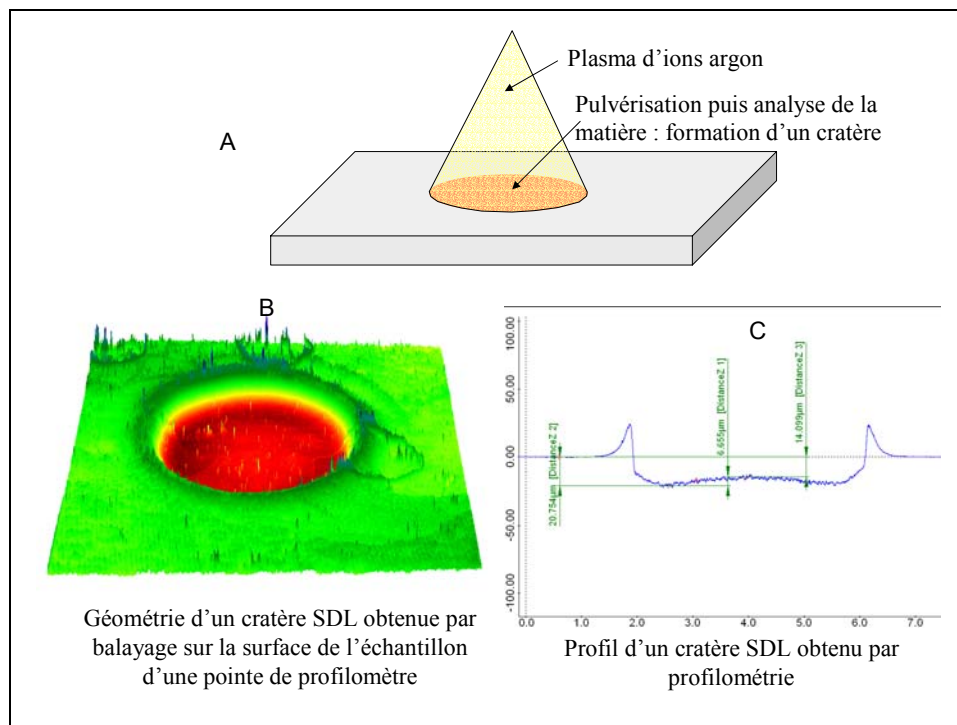 Plasma d'ions argon
Pulvérisation puis analyse de la
matière : formation d'un cratère
A
B
C
100.00
50.00
0.00
-50.00
-100.00
20.754µm [DistanceZ 2]
6.655µm [DistanceZ 1]
14.099µm [DistanceZ 3]
0.0 1.0 2.0 3.0 4.0 5.0 6.0 7.0
Géométrie d'un cratère SDL obtenue par
balayage sur la surface de l'échantillon
d'une pointe de profilomètre
Profil d'un cratère SDL obtenu par
profilométrie